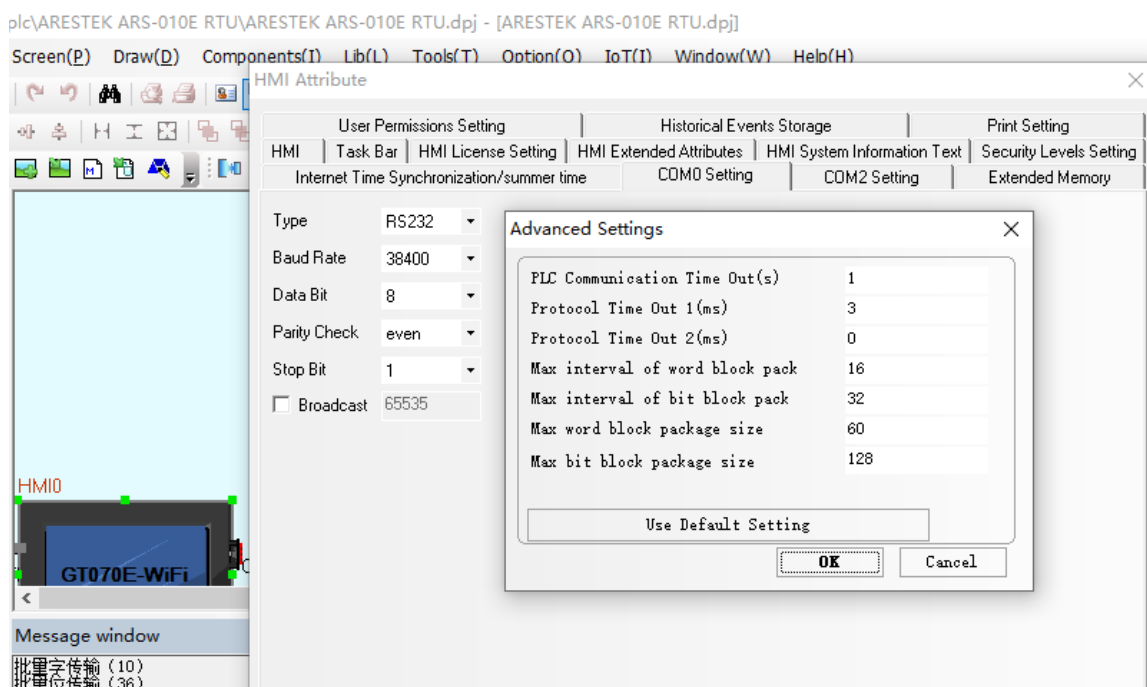 plc\ARESTEK ARS-010E RTU\ARESTEK ARS-010E RTU.dpj - [ARESTEK ARS-010E RTU.dpj]
Screen(P) Draw(D) Components(I) Lib(L) Tools(T) Option(O) IoT(I) Window(W) Help(H)
HMI Attribute
User Permissions Setting Historical Events Storage Print Setting
HMI Task Bar HMI License Setting HMI Extended Attributes HMI System Information Text Security Levels Setting
Internet Time Synchronization/summer time COM0 Setting COM2 Setting Extended Memory
Type RS232
Baud Rate 38400
Data Bit 8
Parity Check even
Stop Bit 1
Broadcast 65535
Advanced Settings
PLC Communication Time Out(s) 1
Protocol Time Out 1(ms) 3
Protocol Time Out 2(ms) 0
Max interval of word block pack 16
Max interval of bit block pack 32
Max word block package size 60
Max bit block package size 128
Use Default Setting
OK Cancel
HMI0
GT070E-WiFi
Message window
批量字传输 (10)
批量位传输 (36)